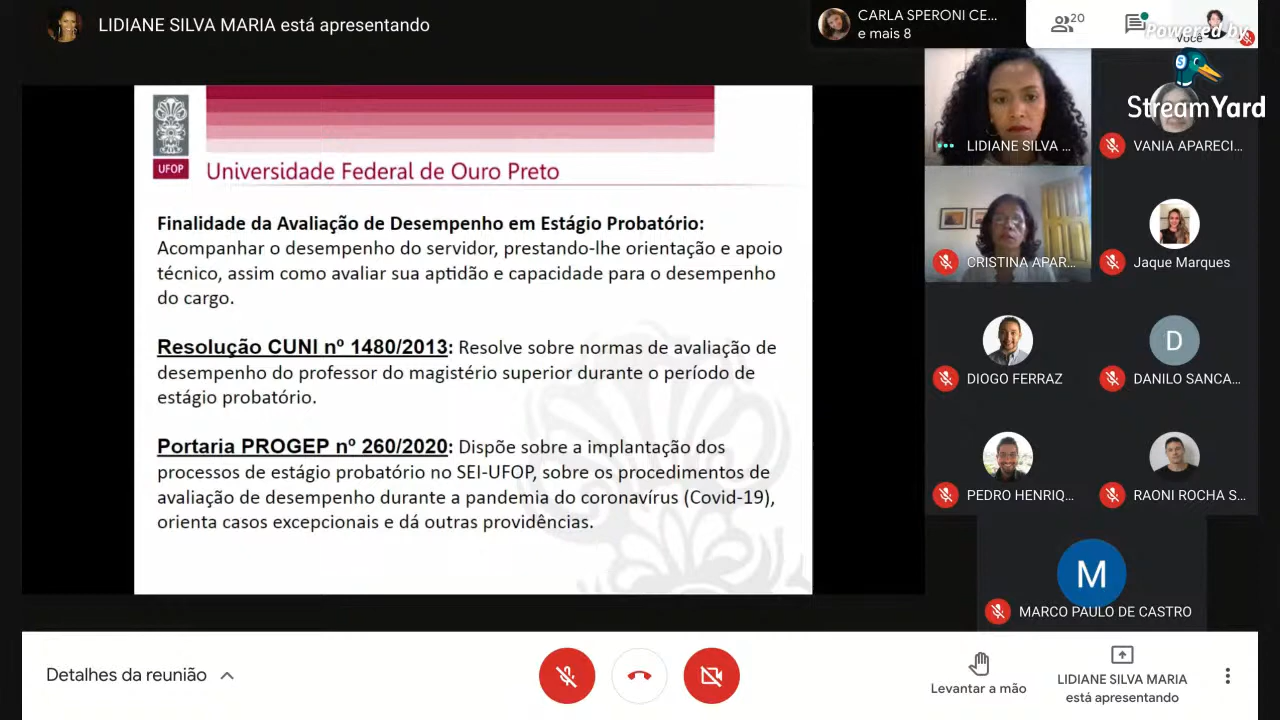 LIDIANE SILVA MARIA está apresentando
CARLA SPERONI CE...
e mais 8
20
Você
Powered by
StreamYard
UFOP
Universidade Federal de Ouro Preto
Finalidade da Avaliação de Desempenho em Estágio Probatório:
Acompanhar o desempenho do servidor, prestando-lhe orientação e apoio
técnico, assim como avaliar sua aptidão e capacidade para o desempenho
do cargo.
Resolução CUNI nº 1480/2013: Resolve sobre normas de avaliação de
desempenho do professor do magistério superior durante o período de
estágio probatório.
Portaria PROGEP nº 260/2020: Dispõe sobre a implantação dos
processos de estágio probatório no SEI-UFOP, sobre os procedimentos de
avaliação de desempenho durante a pandemia do coronavírus (Covid-19),
orienta casos excepcionais e dá outras providências.
LIDIANE SILVA ...
VANIA APARECI...
CRISTINA APAR...
Jaque Marques
DIOGO FERRAZ
D
DANILO SANCA...
PEDRO HENRIQ...
RAONI ROCHA S...
M
MARCO PAULO DE CASTRO
Detalhes da reunião
Levantar a mão
LIDIANE SILVA MARIA
está apresentando